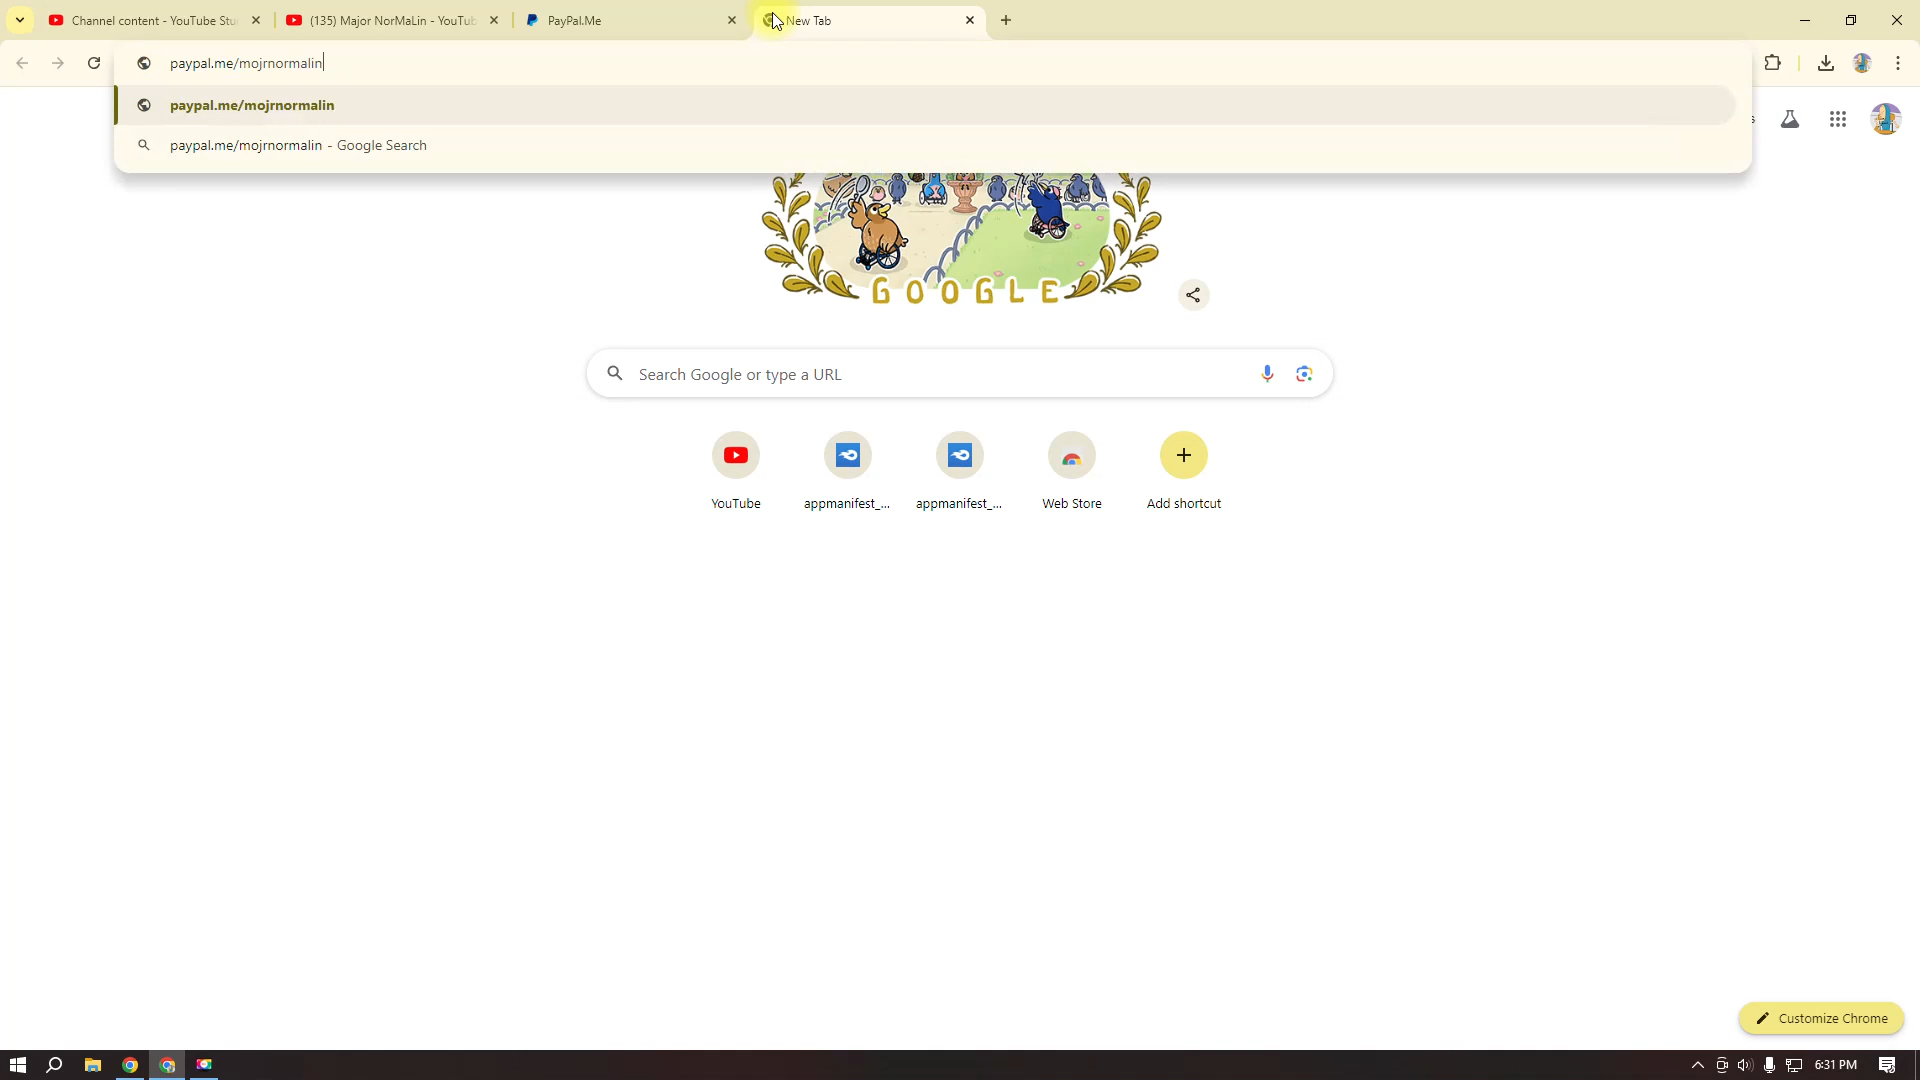 Channel content - YouTube Stu
(135) Major NorMaLin - YouTub
PayPal.Me
New Tab
paypal.me/mojrnormalin
paypal.me/mojrnormalin
paypal.me/mojrnormalin - Google Search
GOOGLE
Search Google or type a URL
YouTube
appmanifest_...
appmanifest_...
Web Store
Add shortcut
Customize Chrome
6:31 PM